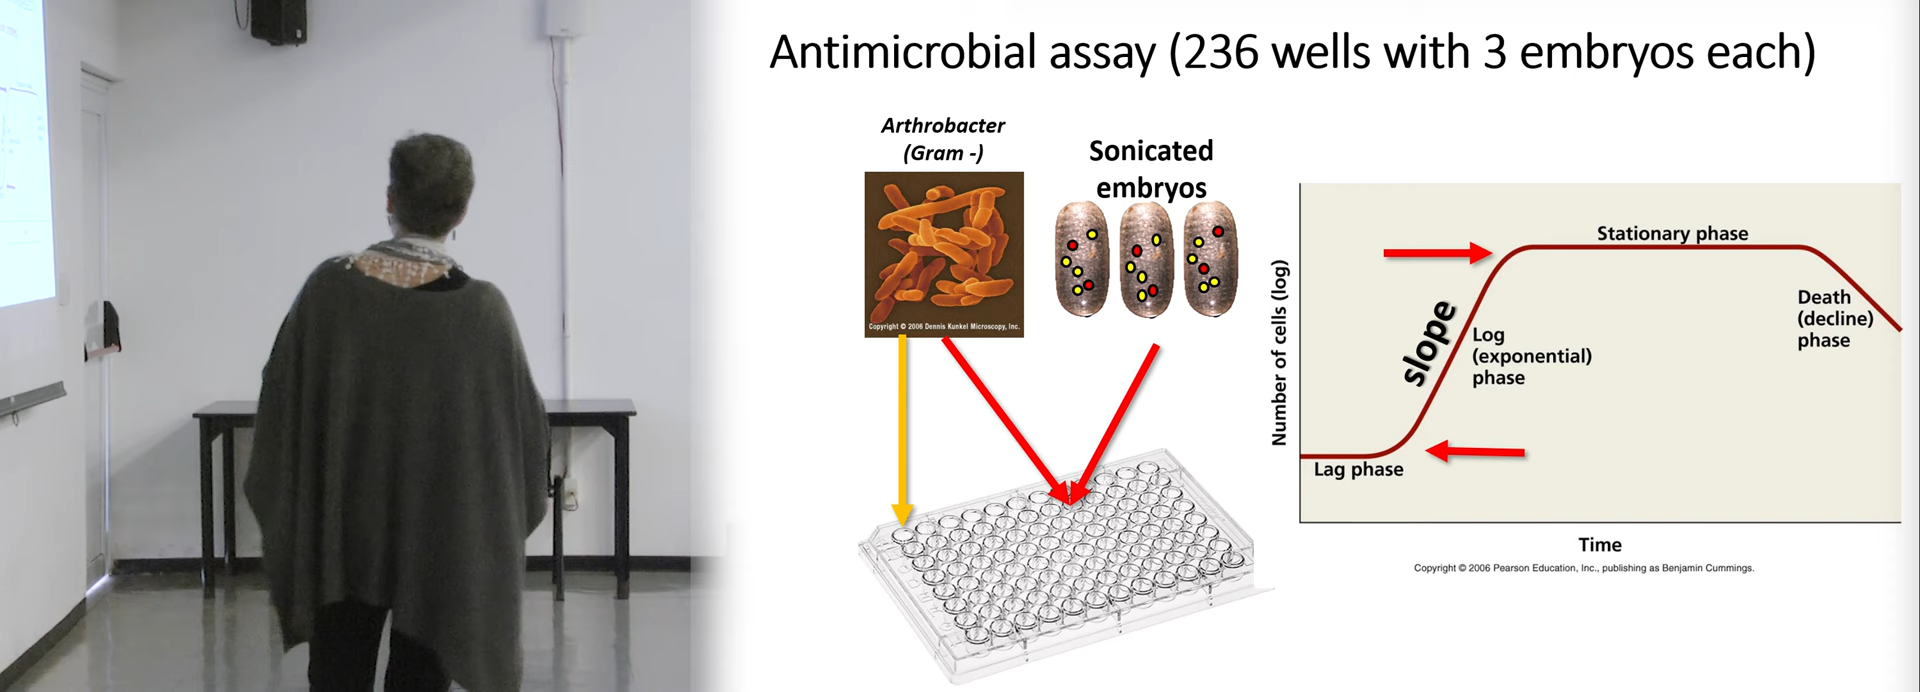 Antimicrobial assay (236 wells with 3 embryos each)
Arthrobacter
(Gram -)
Copyright © 2006 Dennis Kunkel Microscopy, Inc.
Sonicated
embryos
Number of cells (log)
Lag phase
slope
Log
(exponential)
phase
Stationary phase
Death
(decline)
phase
Time
Copyright © 2006 Pearson Education, Inc., publishing as Benjamin Cummings.